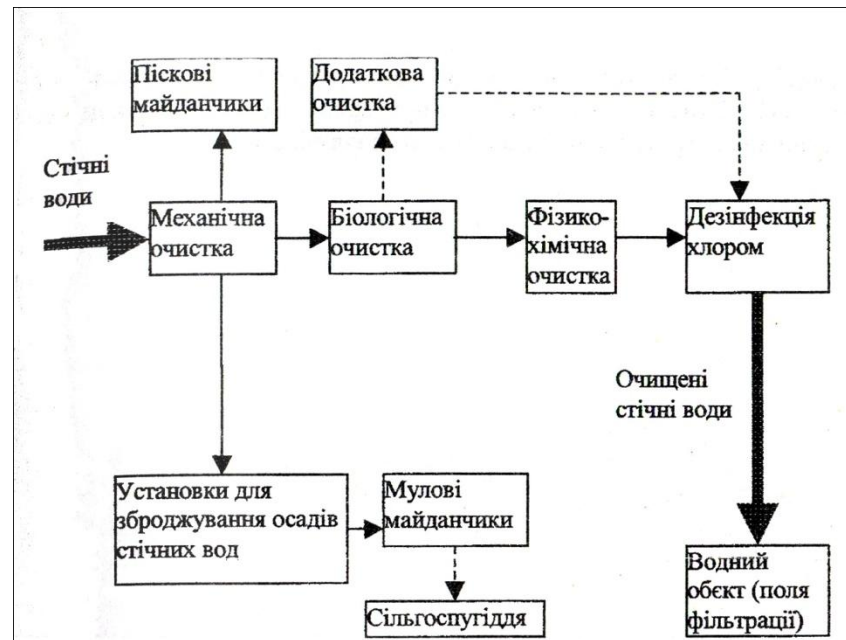 Піскові
майданчики
Додаткова
очистка
Стічні
води
Механічна
очистка
Біологічна
очистка
Фізико-
хімічна
очистка
Дезінфекція
хлором
Очищені
стічні води
Установки для
зброджування осадів
стічних вод
Мулові
майданчики
Сільгоспугіддя
Водний
обєкт (поля
фільтрації)